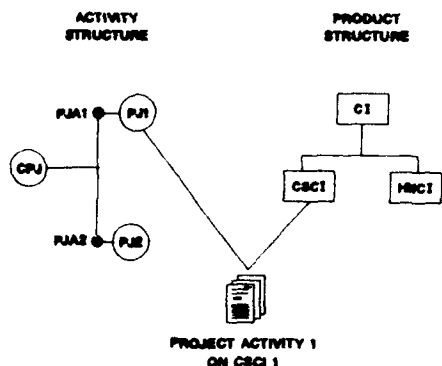 ACTIVITY
STRUCTURE
PRODUCT
STRUCTURE
PJA1
PJ1
CI
CPJ
CSCI
HWCI
PJA2
PJ2
PROJECT ACTIVITY 1
ON CSCI 1